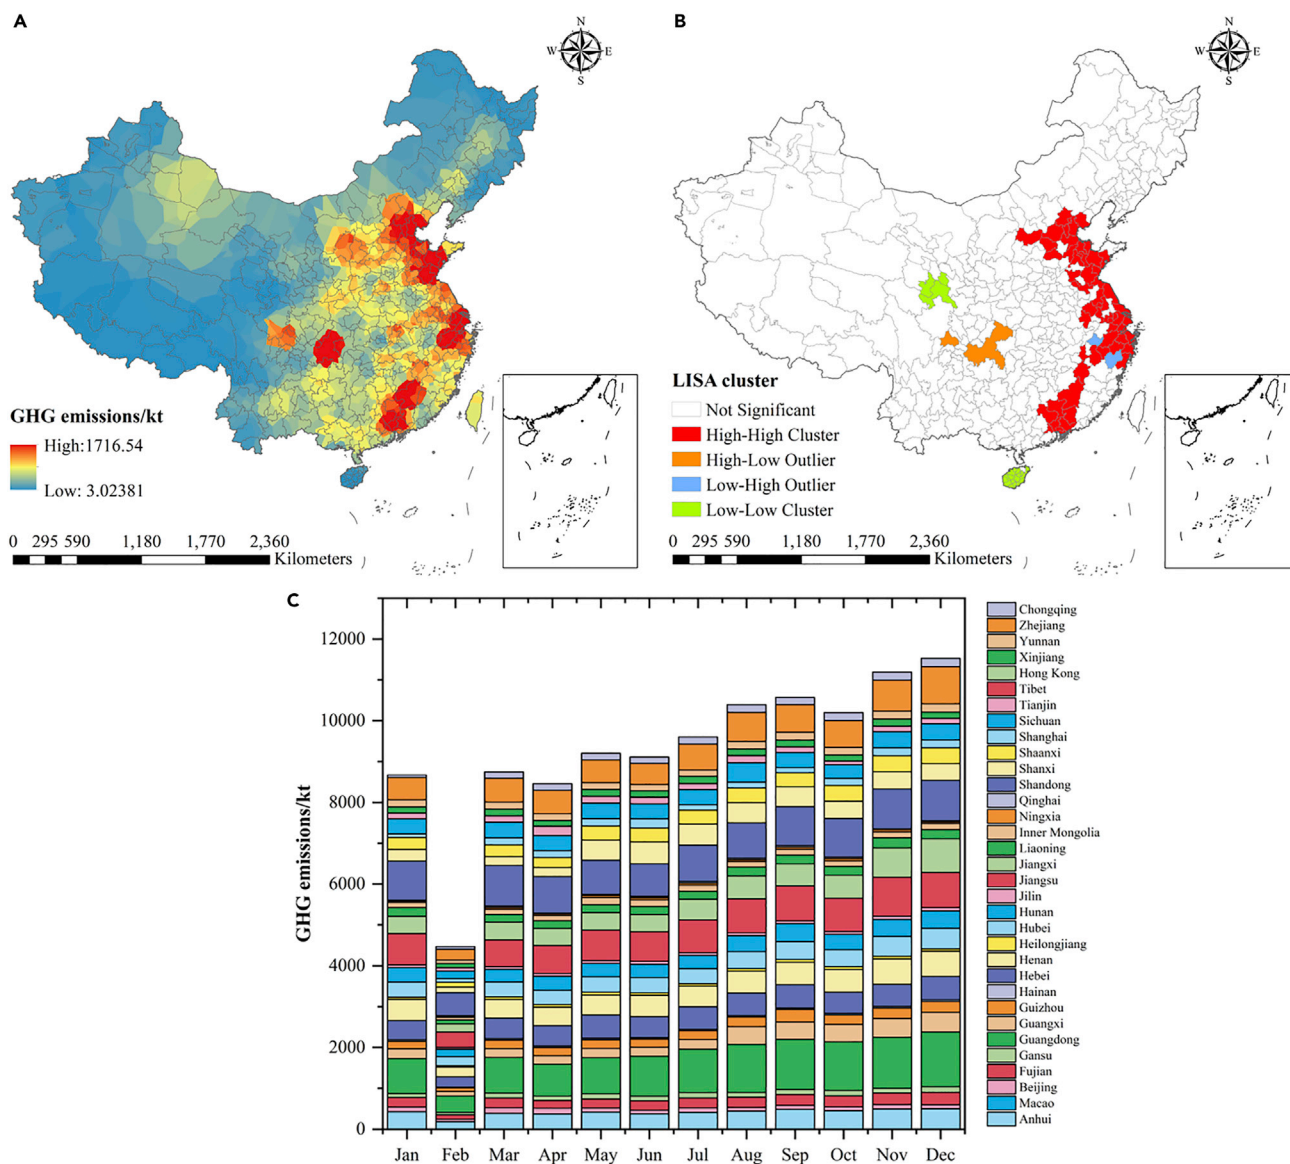 A
N
W E
S
GHG emissions/kt
High:1716.54
Low: 3.02381
0 295 590 1,180 1,770 2,360
Kilometers
B
N
W E
S
LISA cluster
Not Significant
High-High Cluster
High-Low Outlier
Low-High Outlier
Low-Low Cluster
0 295 590 1,180 1,770 2,360
Kilometers
C
GHG emissions/kt
12000
10000
8000
6000
4000
2000
0
Jan Feb Mar Apr May Jun Jul Aug Sep Oct Nov Dec
Chongqing
Zhejiang
Yunnan
Xinjiang
Hong Kong
Tibet
Tianjin
Sichuan
Shanghai
Shaanxi
Shanxi
Shandong
Qinghai
Ningxia
Inner Mongolia
Liaoning
Jiangxi
Jiangsu
Jilin
Hunan
Hubei
Heilongjiang
Henan
Hebei
Hainan
Guizhou
Guangxi
Guangdong
Gansu
Fujian
Beijing
Macao
Anhui